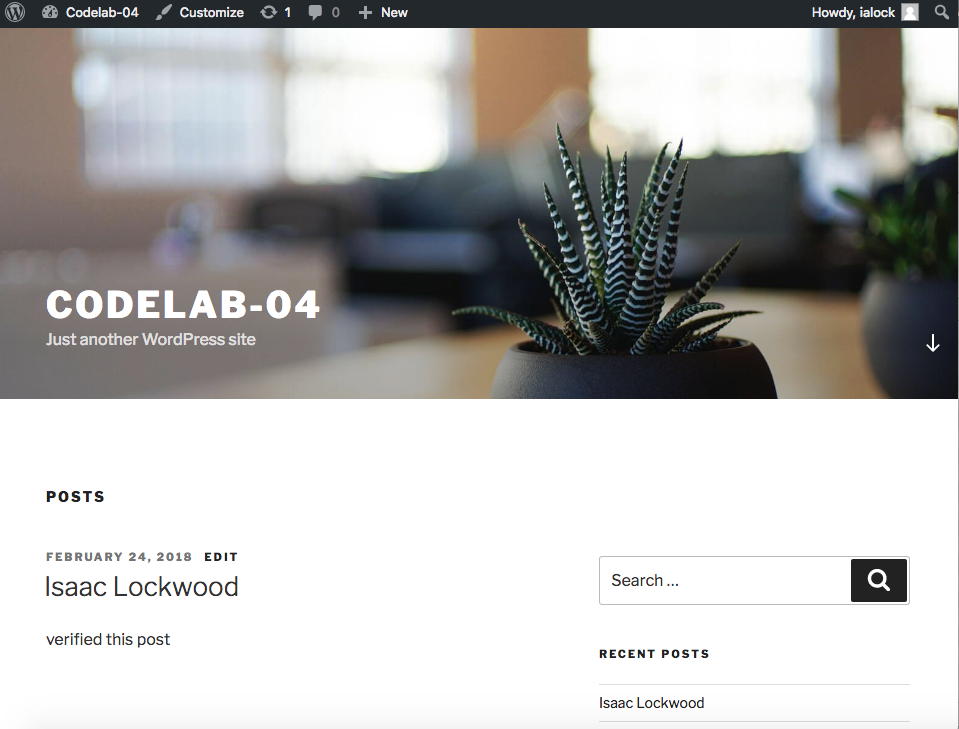 Codelab-04 Customize 1 0 New Howdy, ialock
CODELAB-04
Just another WordPress site
POSTS
FEBRUARY 24, 2018 EDIT
Isaac Lockwood
verified this post
Search ...
RECENT POSTS
Isaac Lockwood